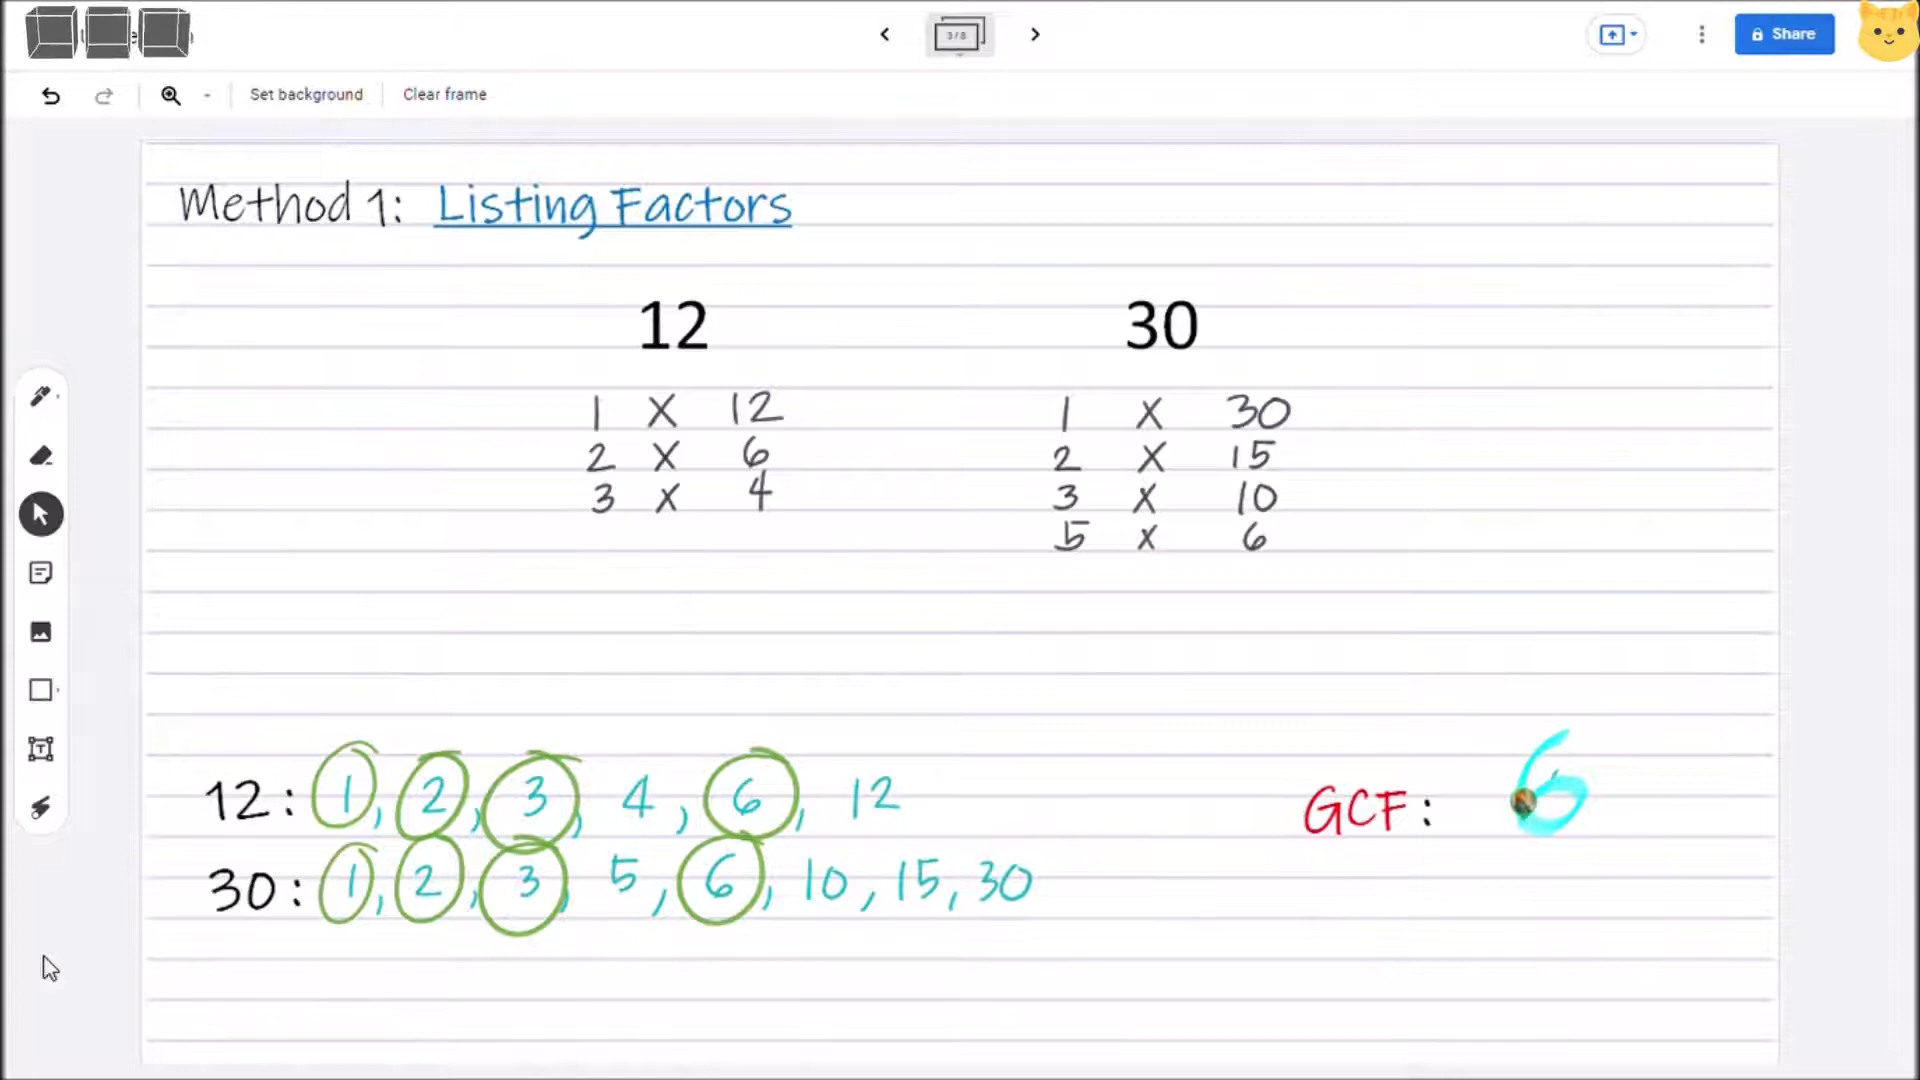 3/8
Share
Set background
Clear frame
Method 1: Listing Factors
12
30
1 X 12
2 X 6
3 X 4
1 X 30
2 X 15
3 X 10
5 X 6
12: 1, 2, 3, 4, 6, 12
30: 1, 2, 3, 5, 6, 10, 15, 30
GCF: 6